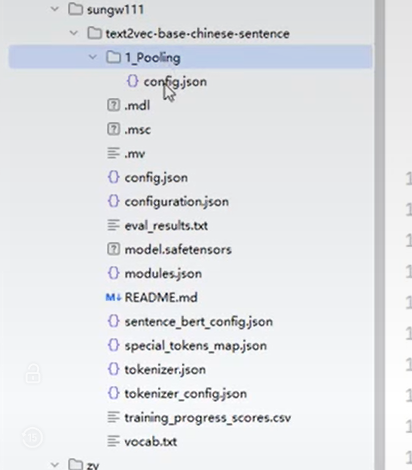 sungw111
text2vec-base-chinese-sentence
1_Pooling
config.json
.mdl
.msc
.mv
config.json
configuration.json
eval_results.txt
model.safetensors
modules.json
M↓ README.md
sentence_bert_config.json
special_tokens_map.json
tokenizer.json
tokenizer_config.json
training_progress_scores.csv
vocab.txt
zy